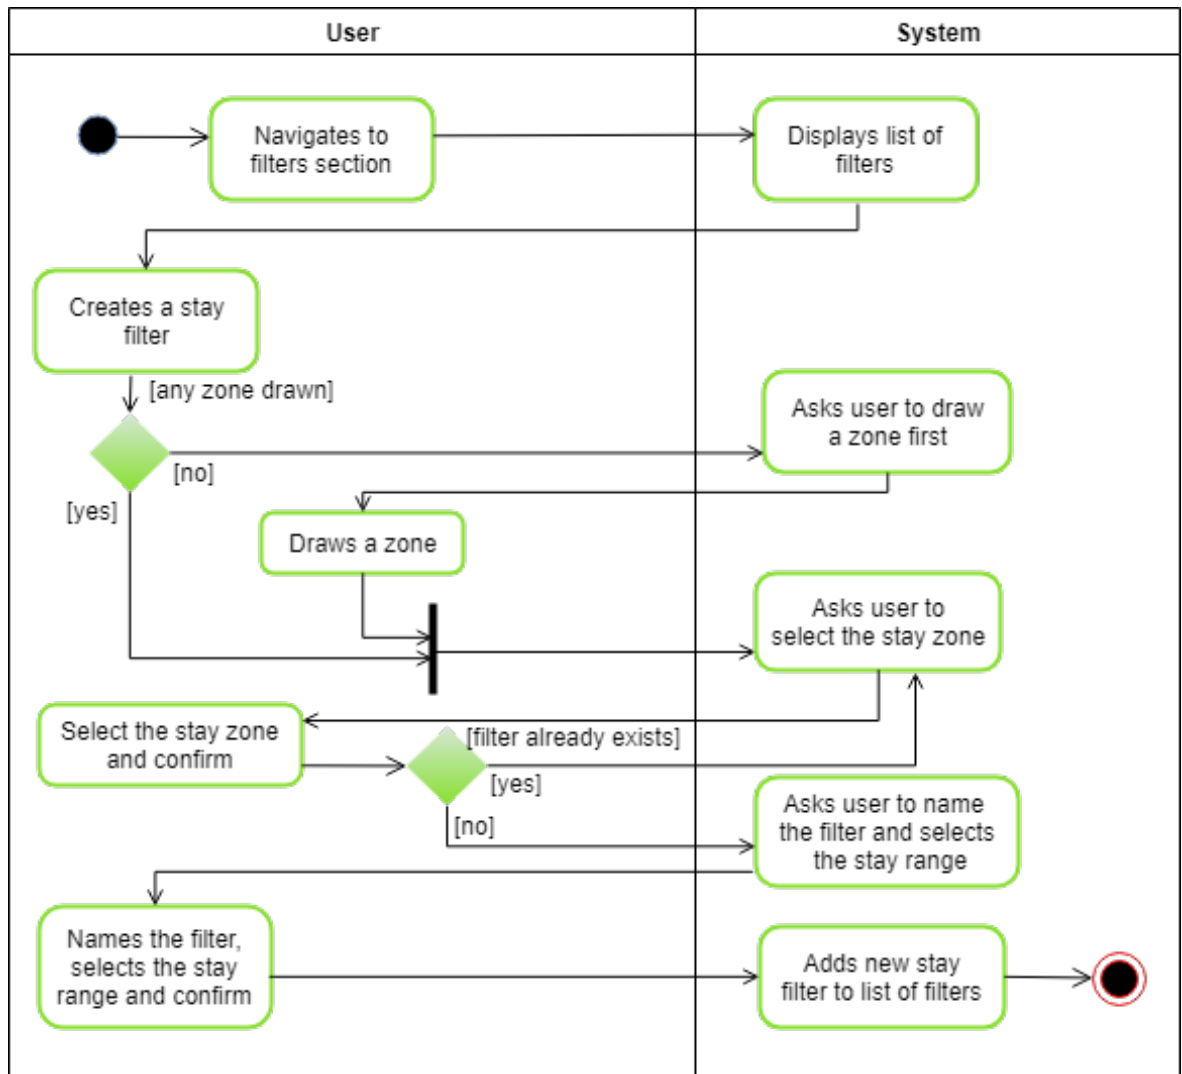 User
System
Navigates to
filters section
Displays list of
filters
Creates a stay
filter
[any zone drawn]
Asks user to draw
a zone first
[no]
[yes]
Draws a zone
Asks user to
select the stay zone
Select the stay zone
and confirm
[filter already exists]
[yes]
[no]
Asks user to name
the filter and selects
the stay range
Names the filter,
selects the stay
range and confirm
Adds new stay
filter to list of filters